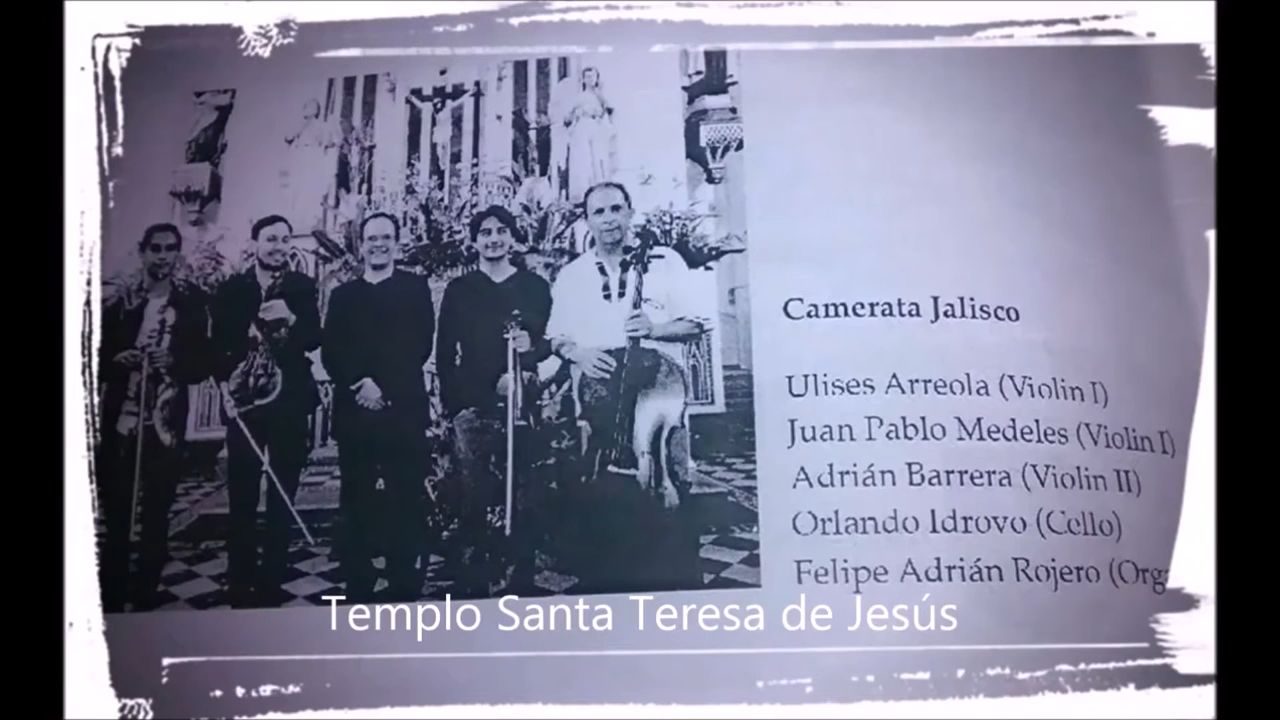 Camerata Jalisco
Ulises Arreola (Violin I)
Juan Pablo Medeles (Violin I)
Adrián Barrera (Violin II)
Orlando Idrovo (Cello)
Felipe Adrián Rojero (Org
Templo Santa Teresa de Jesús